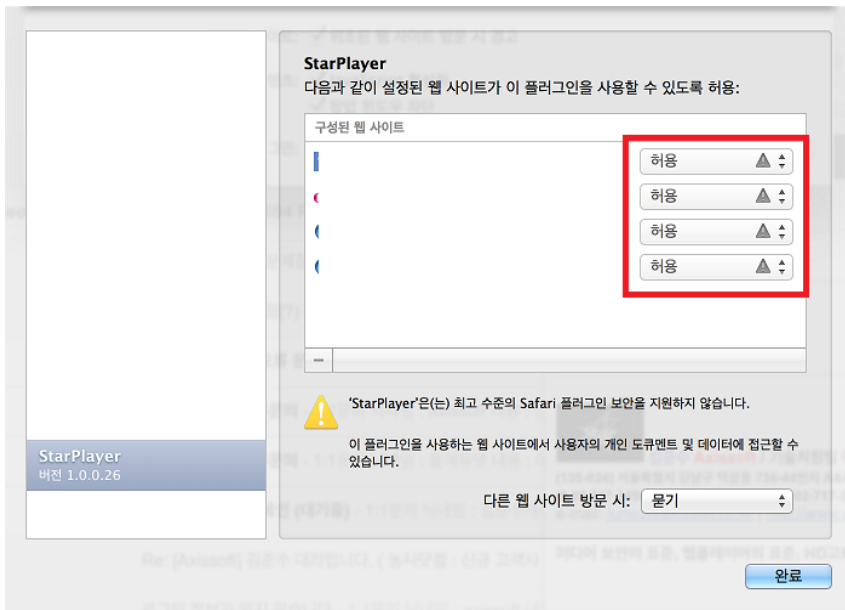 StarPlayer
다음과 같이 설정된 웹 사이트가 이 플러그인을 사용할 수 있도록 허용:
구성된 웹 사이트
허용
허용
허용
허용
'StarPlayer'은(는) 최고 수준의 Safari 플러그인 보안을 지원하지 않습니다.
이 플러그인을 사용하는 웹 사이트에서 사용자의 개인 도큐멘트 및 데이터에 접근할 수
있습니다.
StarPlayer
버전 1.0.0.26
다른 웹 사이트 방문 시: 묻기
완료